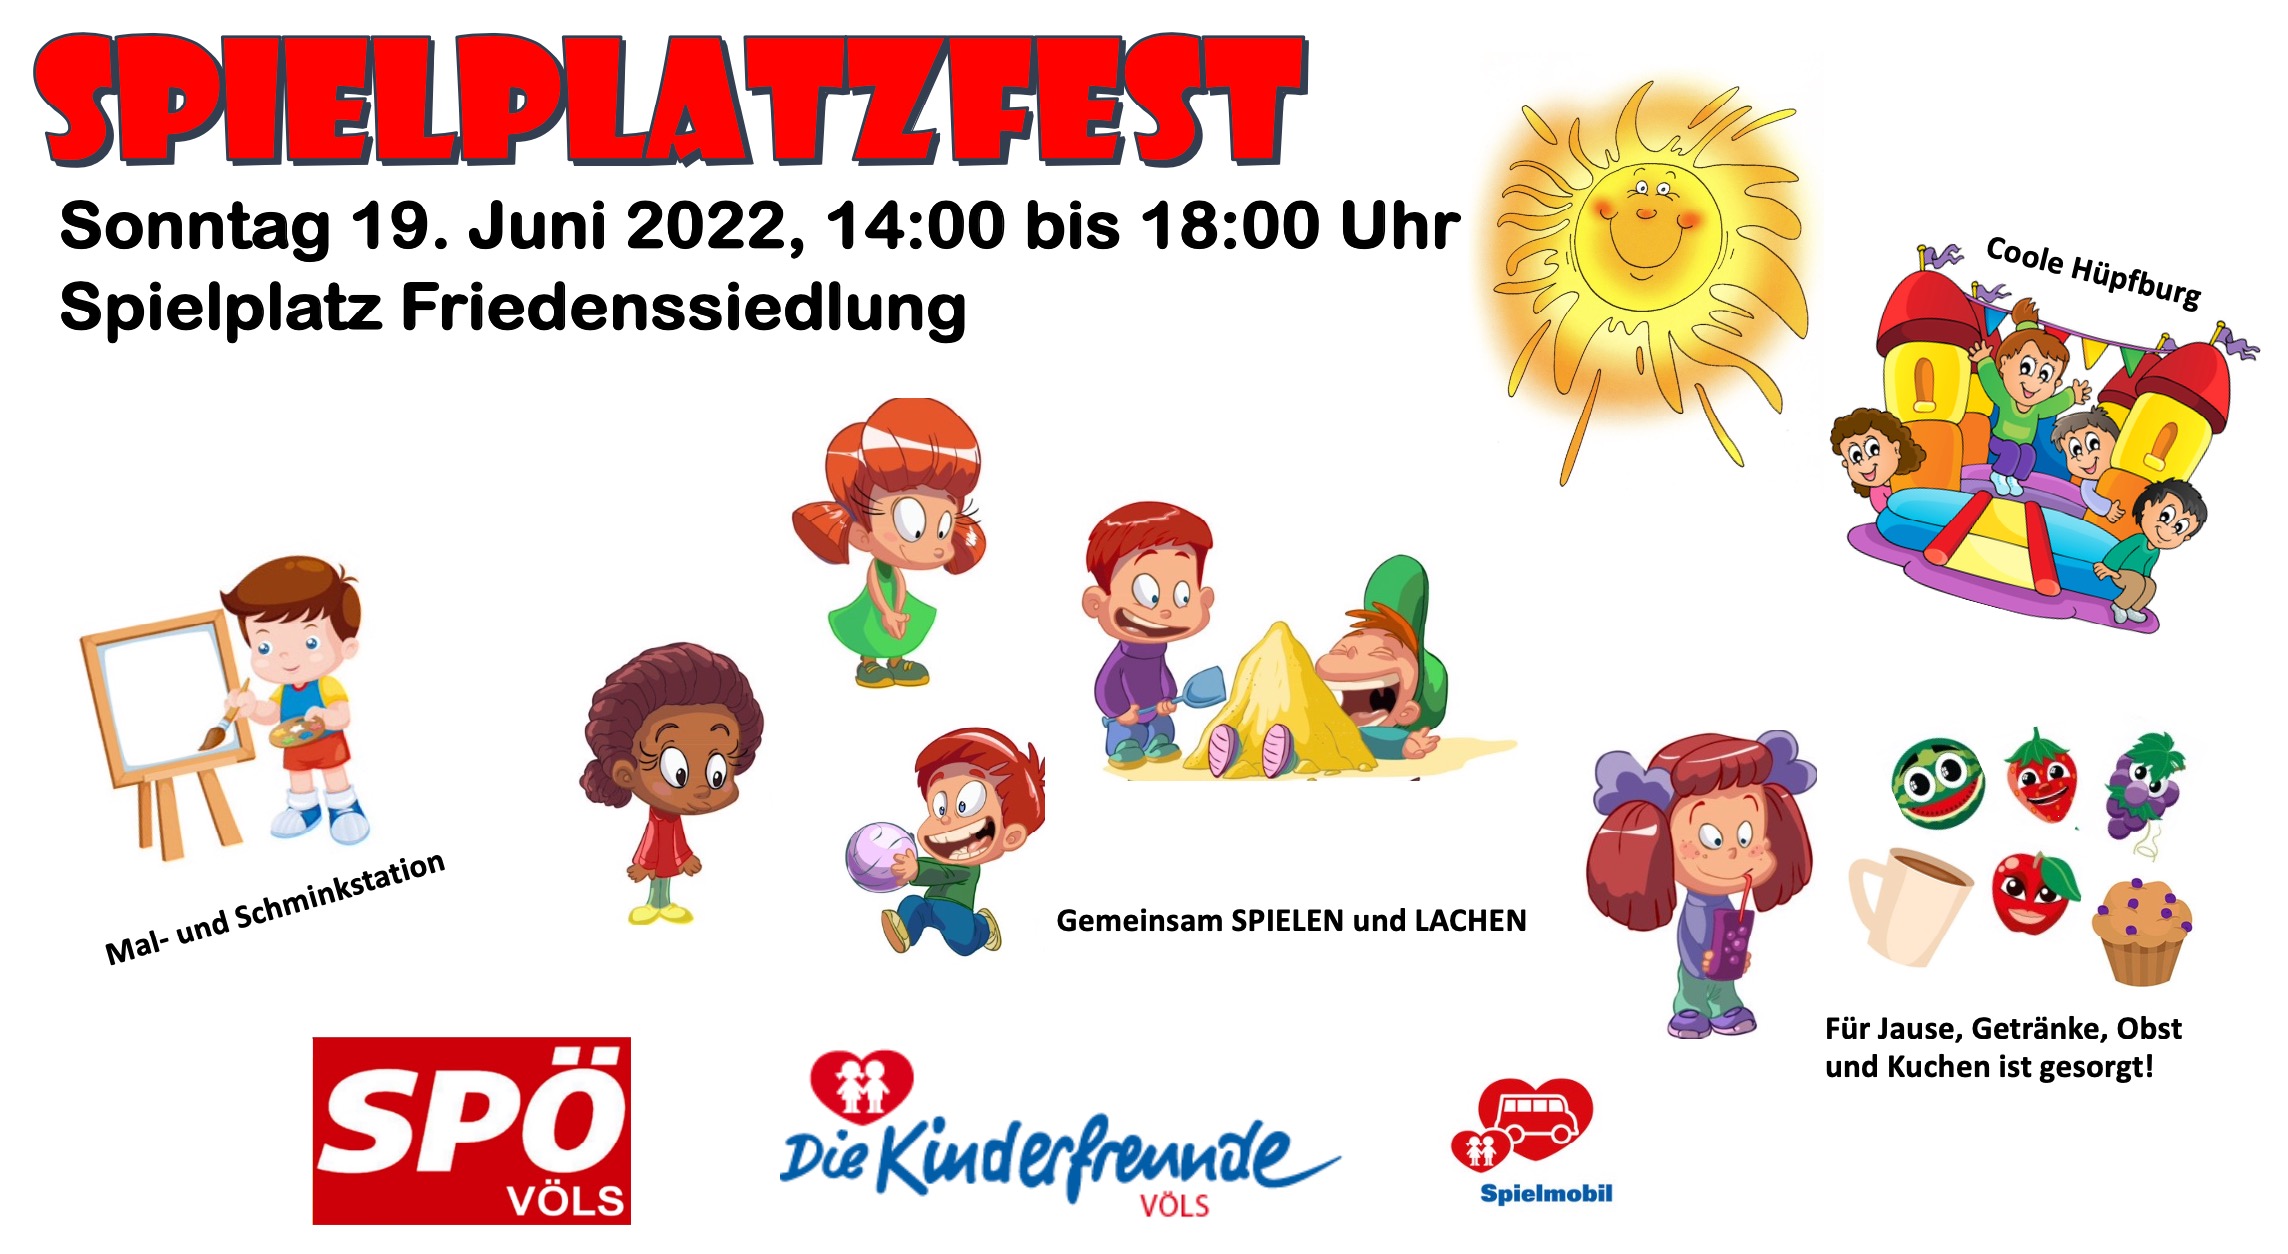 SPIELPLATZFEST
Sonntag 19. Juni 2022, 14:00 bis 18:00 Uhr
Spielplatz Friedenssiedlung
Coole Hüpfburg
Mal- und Schminkstation
Gemeinsam SPIELEN und LACHEN
Für Jause, Getränke, Obst
und Kuchen ist gesorgt!
SPÖ
VÖLS
Die Kinderfreunde
VÖLS
Spielmobil